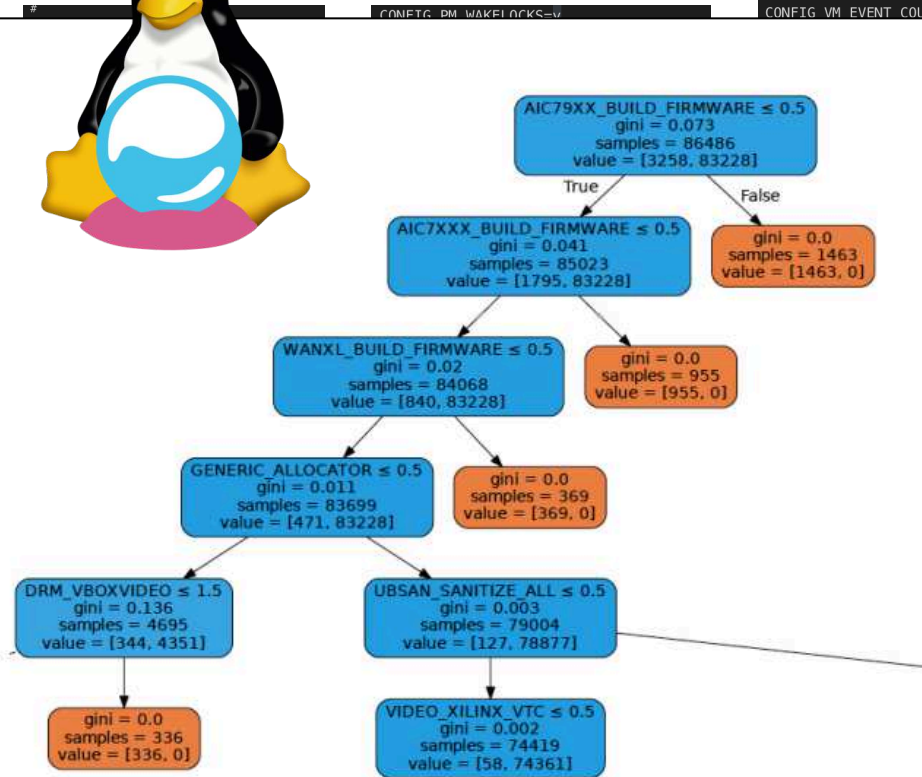 #
CONFIG_PM_WAKELOCKS=y
CONFIG_VM_EVENT_COU
AIC79XX_BUILD_FIRMWARE ≤ 0.5
gini = 0.073
samples = 86486
value = [3258, 83228]
True
False
AIC7XXX_BUILD_FIRMWARE ≤ 0.5
gini = 0.041
samples = 85023
value = [1795, 83228]
gini = 0.0
samples = 1463
value = [1463, 0]
WANXL_BUILD_FIRMWARE ≤ 0.5
gini = 0.02
samples = 84068
value = [840, 83228]
gini = 0.0
samples = 955
value = [955, 0]
GENERIC_ALLOCATOR ≤ 0.5
gini = 0.011
samples = 83699
value = [471, 83228]
gini = 0.0
samples = 369
value = [369, 0]
DRM_VBOXVIDEO ≤ 1.5
gini = 0.136
samples = 4695
value = [344, 4351]
UBSAN_SANITIZE_ALL ≤ 0.5
gini = 0.003
samples = 79004
value = [127, 78877]
gini = 0.0
samples = 336
value = [336, 0]
VIDEO_XILINX_VTC ≤ 0.5
gini = 0.002
samples = 74419
value = [58, 74361]